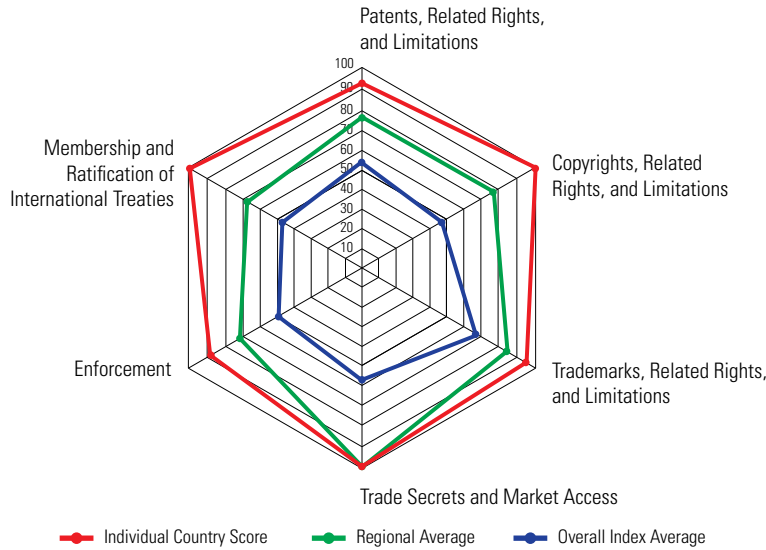 Patents, Related Rights,
and Limitations
100
90
80
70
60
50
40
30
20
10
Membership and
Ratification of
International Treaties
Copyrights, Related
Rights, and Limitations
Enforcement
Trademarks, Related Rights,
and Limitations
Trade Secrets and Market Access
Individual Country Score
Regional Average
Overall Index Average